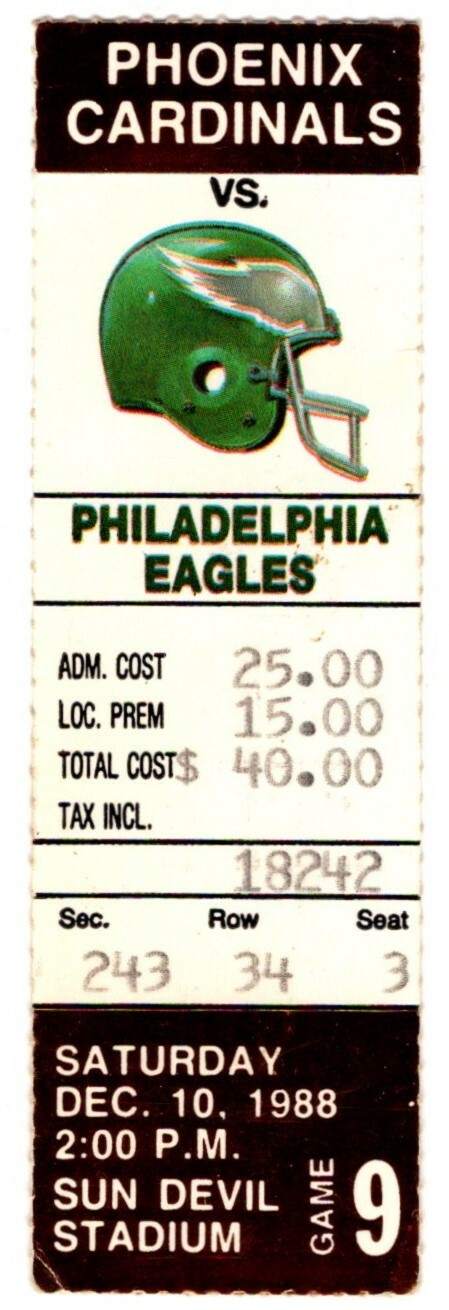 PHOENIX
CARDINALS
VS.
PHILADELPHIA
EAGLES
ADM. COST 25.00
LOC. PREM 15.00
TOTAL COST$ 40.00
TAX INCL.
18242
Sec. Row Seat
243 34 3
SATURDAY
DEC. 10, 1988
2:00 P.M.
SUN DEVIL
STADIUM
GAME 9